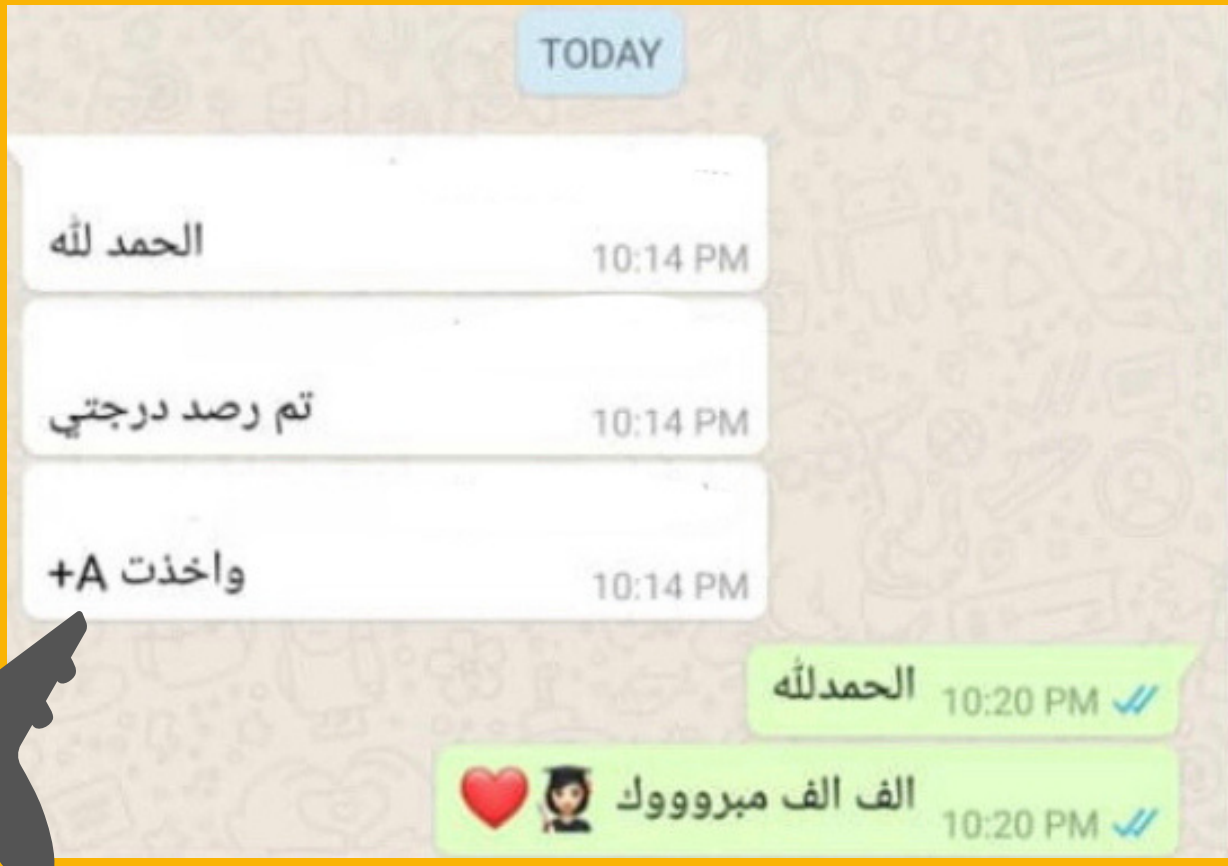 TODAY
الحمد لله
10:14 PM
تم رصد درجتي
10:14 PM
واخذت A+
10:14 PM
الحمدلله
10:20 PM
الف الف مبروووك 👩🏻‍🎓❤️
10:20 PM